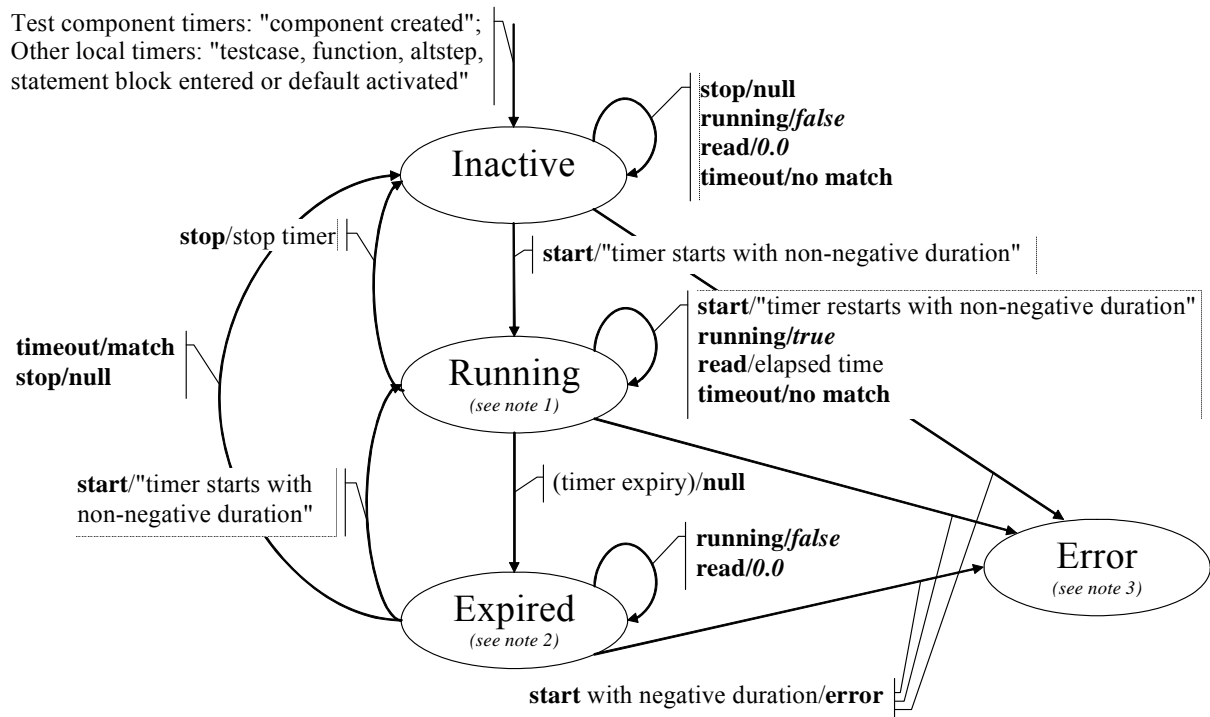 Test component timers: "component created";
Other local timers: "testcase, function, altstep,
statement block entered or default activated"
stop/null
running/false
read/0.0
timeout/no match
Inactive
stop/stop timer
start/"timer starts with non-negative duration"
start/"timer restarts with non-negative duration"
running/true
read/elapsed time
timeout/no match
timeout/match
stop/null
Running
(see note 1)
start/"timer starts with
non-negative duration"
(timer expiry)/null
running/false
read/0.0
Expired
(see note 2)
Error
(see note 3)
start with negative duration/error